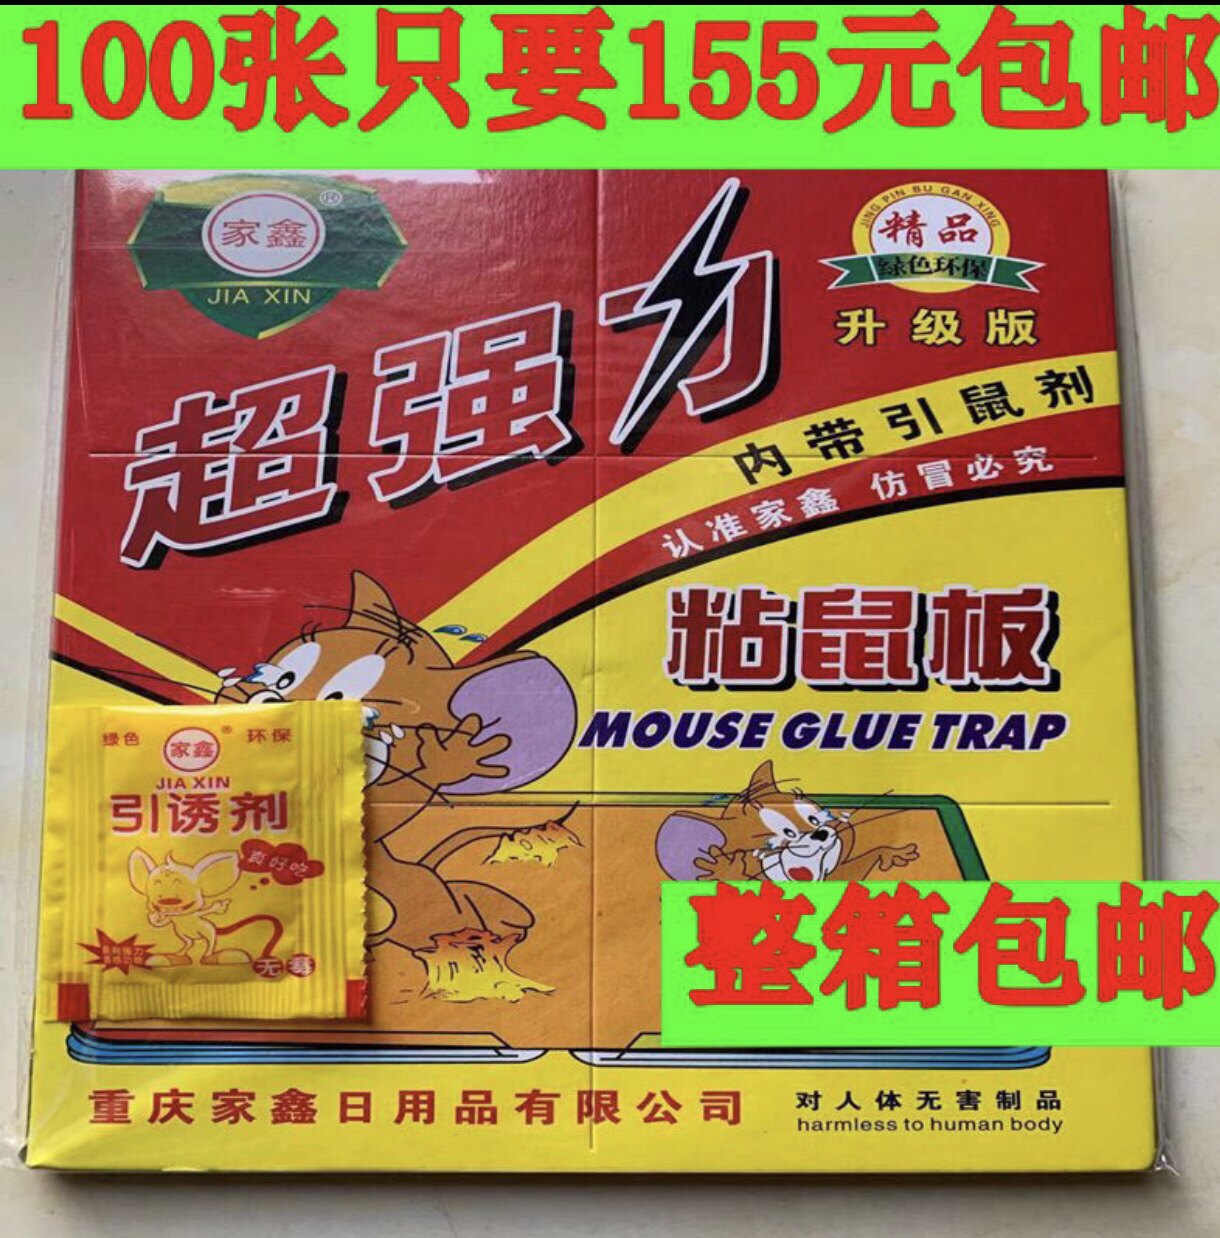 100张只要155元包邮
家鑫®
JIA XIN
JING PIN BU GAN XING
精品
绿色环保
升级版
超强力
内带引鼠剂
认准家鑫 仿冒必究
粘鼠板
MOUSE GLUE TRAP
绿色 家鑫® 环保
JIA XIN
引诱剂
真好吃
无毒
整箱包邮
重庆家鑫日用品有限公司
对人体无害制品
harmless to human body